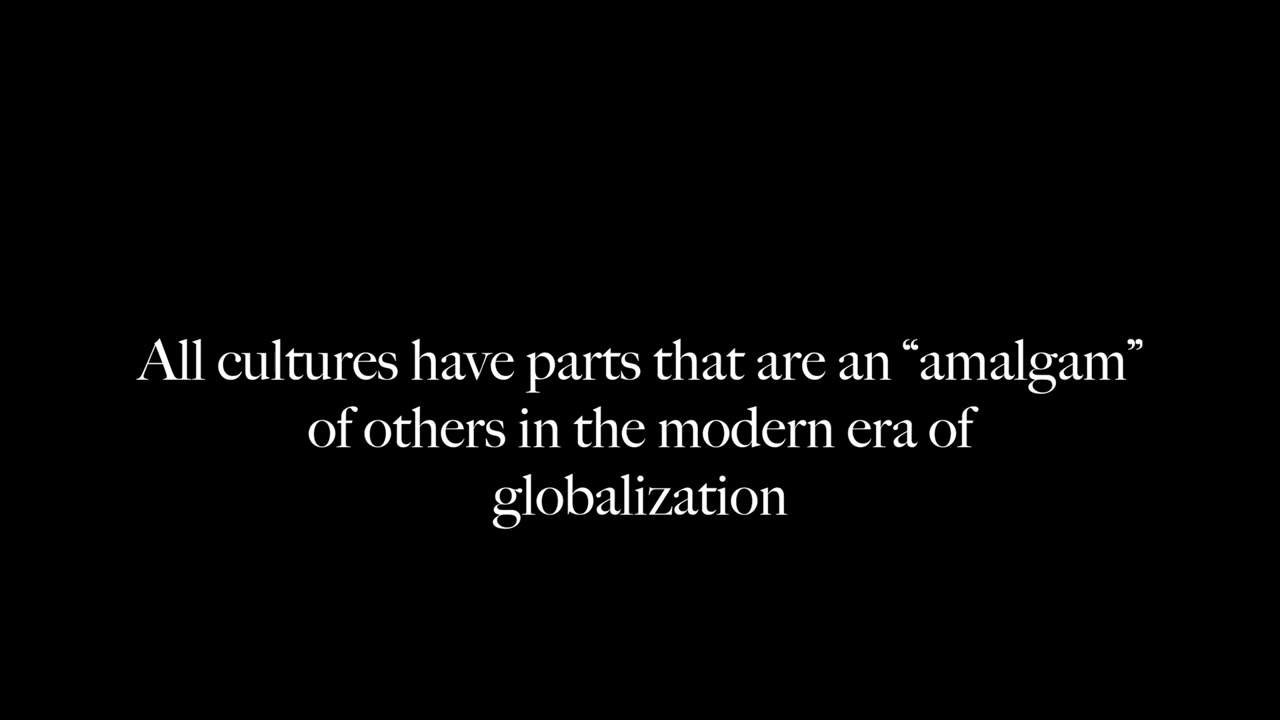 All cultures have parts that are an “amalgam”
of others in the modern era of
globalization